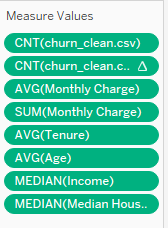 Measure Values
CNT(churn_clean.csv)
CNT(churn_clean.c.. Δ
AVG(Monthly Charge)
SUM(Monthly Charge)
AVG(Tenure)
AVG(Age)
MEDIAN(Income)
MEDIAN(Median Hous..